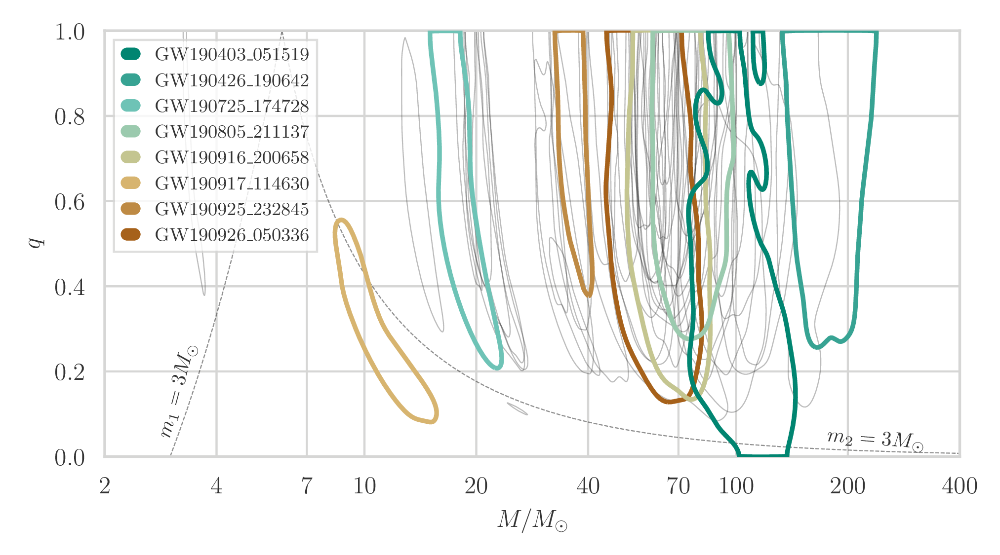 1.0
0.8
0.6
0.4
0.2
0.0
q
GW190403_051519
GW190426_190642
GW190725_174728
GW190805_211137
GW190916_200658
GW190917_114630
GW190925_232845
GW190926_050336
m₁ = 3M☉
m₂ = 3M☉
2 4 7 10 20 40 70 100 200 400
M/M☉